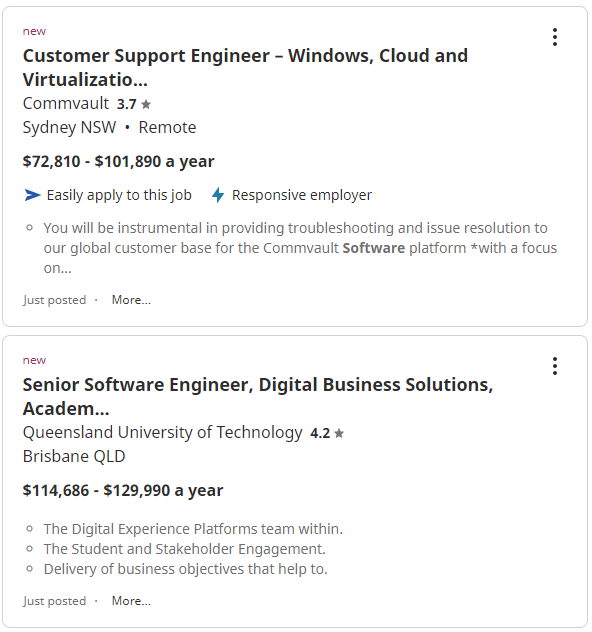 new
Customer Support Engineer – Windows, Cloud and
Virtualizatio...
Commvault 3.7 ★
Sydney NSW • Remote
$72,810 - $101,890 a year
Easily apply to this job Responsive employer
You will be instrumental in providing troubleshooting and issue resolution to
our global customer base for the Commvault Software platform *with a focus
on...
Just posted · More...
new
Senior Software Engineer, Digital Business Solutions,
Academ...
Queensland University of Technology 4.2 ★
Brisbane QLD
$114,686 - $129,990 a year
The Digital Experience Platforms team within.
The Student and Stakeholder Engagement.
Delivery of business objectives that help to.
Just posted · More...